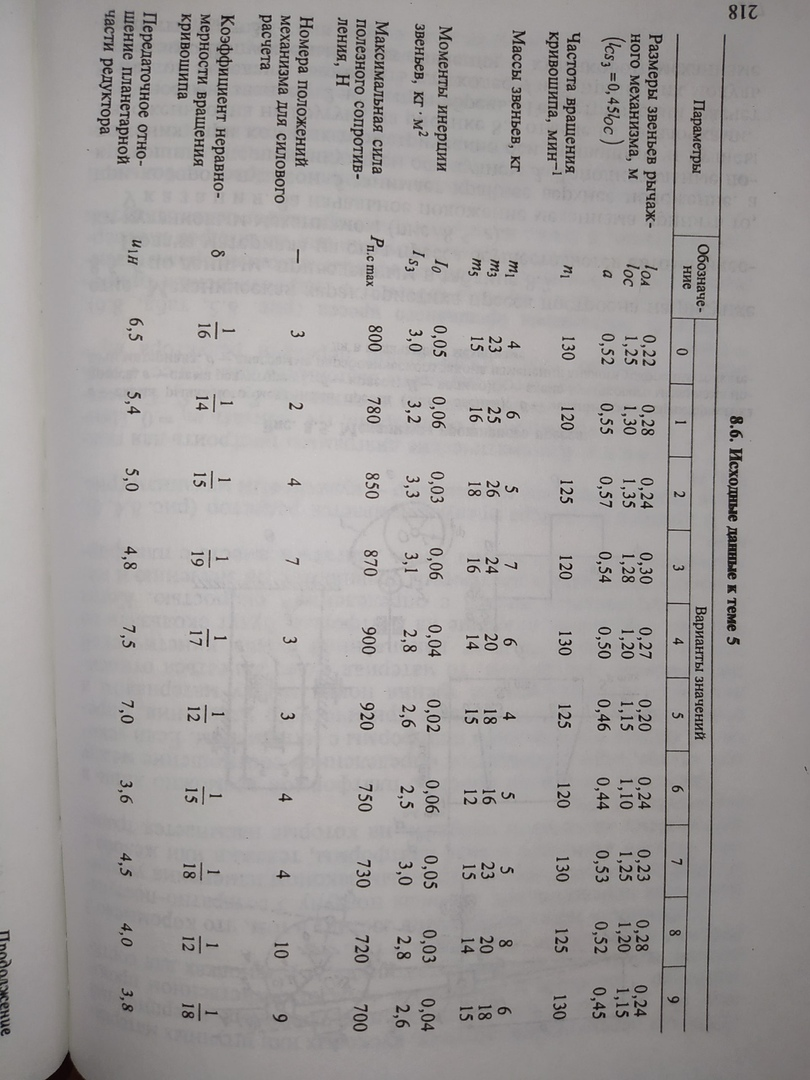 218
8.6. Исходные данные к теме 5
Параметры Обозначе- Варианты значений
ние 0 1 2 3 4 5 6 7 8 9
Размеры звеньев рычаж- lOA 0,22 0,28 0,24 0,30 0,27 0,20 0,24 0,23 0,28 0,24
ного механизма, м lOC 1,25 1,30 1,35 1,28 1,20 1,15 1,10 1,25 1,20 1,15
(lCS3 = 0,45lOC) a 0,52 0,55 0,57 0,54 0,50 0,46 0,44 0,53 0,52 0,45
Частота вращения n1 130 120 125 120 130 125 120 130 125 130
кривошипа, мин⁻¹
Массы звеньев, кг m1 4 6 5 7 6 4 5 5 8 6
m3 23 25 26 24 20 18 16 23 20 18
m5 15 16 18 16 14 15 12 15 14 15
Моменты инерции I0 0,05 0,06 0,03 0,06 0,04 0,02 0,06 0,05 0,03 0,04
звеньев, кг · м² IS3 3,0 3,2 3,3 3,1 2,8 2,6 2,5 3,0 2,8 2,6
Максимальная сила Pп.с max 800 780 850 870 900 920 750 730 720 700
полезного сопротив-
ления, Н
Номера положений — 3 2 4 7 3 3 4 4 10 9
механизма для силового
расчета
Коэффициент неравно- δ 1/16 1/14 1/15 1/19 1/17 1/12 1/15 1/18 1/12 1/18
мерности вращения
кривошипа
Передаточное отно- u1H 6,5 5,4 5,0 4,8 7,5 7,0 3,6 4,5 4,0 3,8
шение планетарной
части редуктора
Продолжение